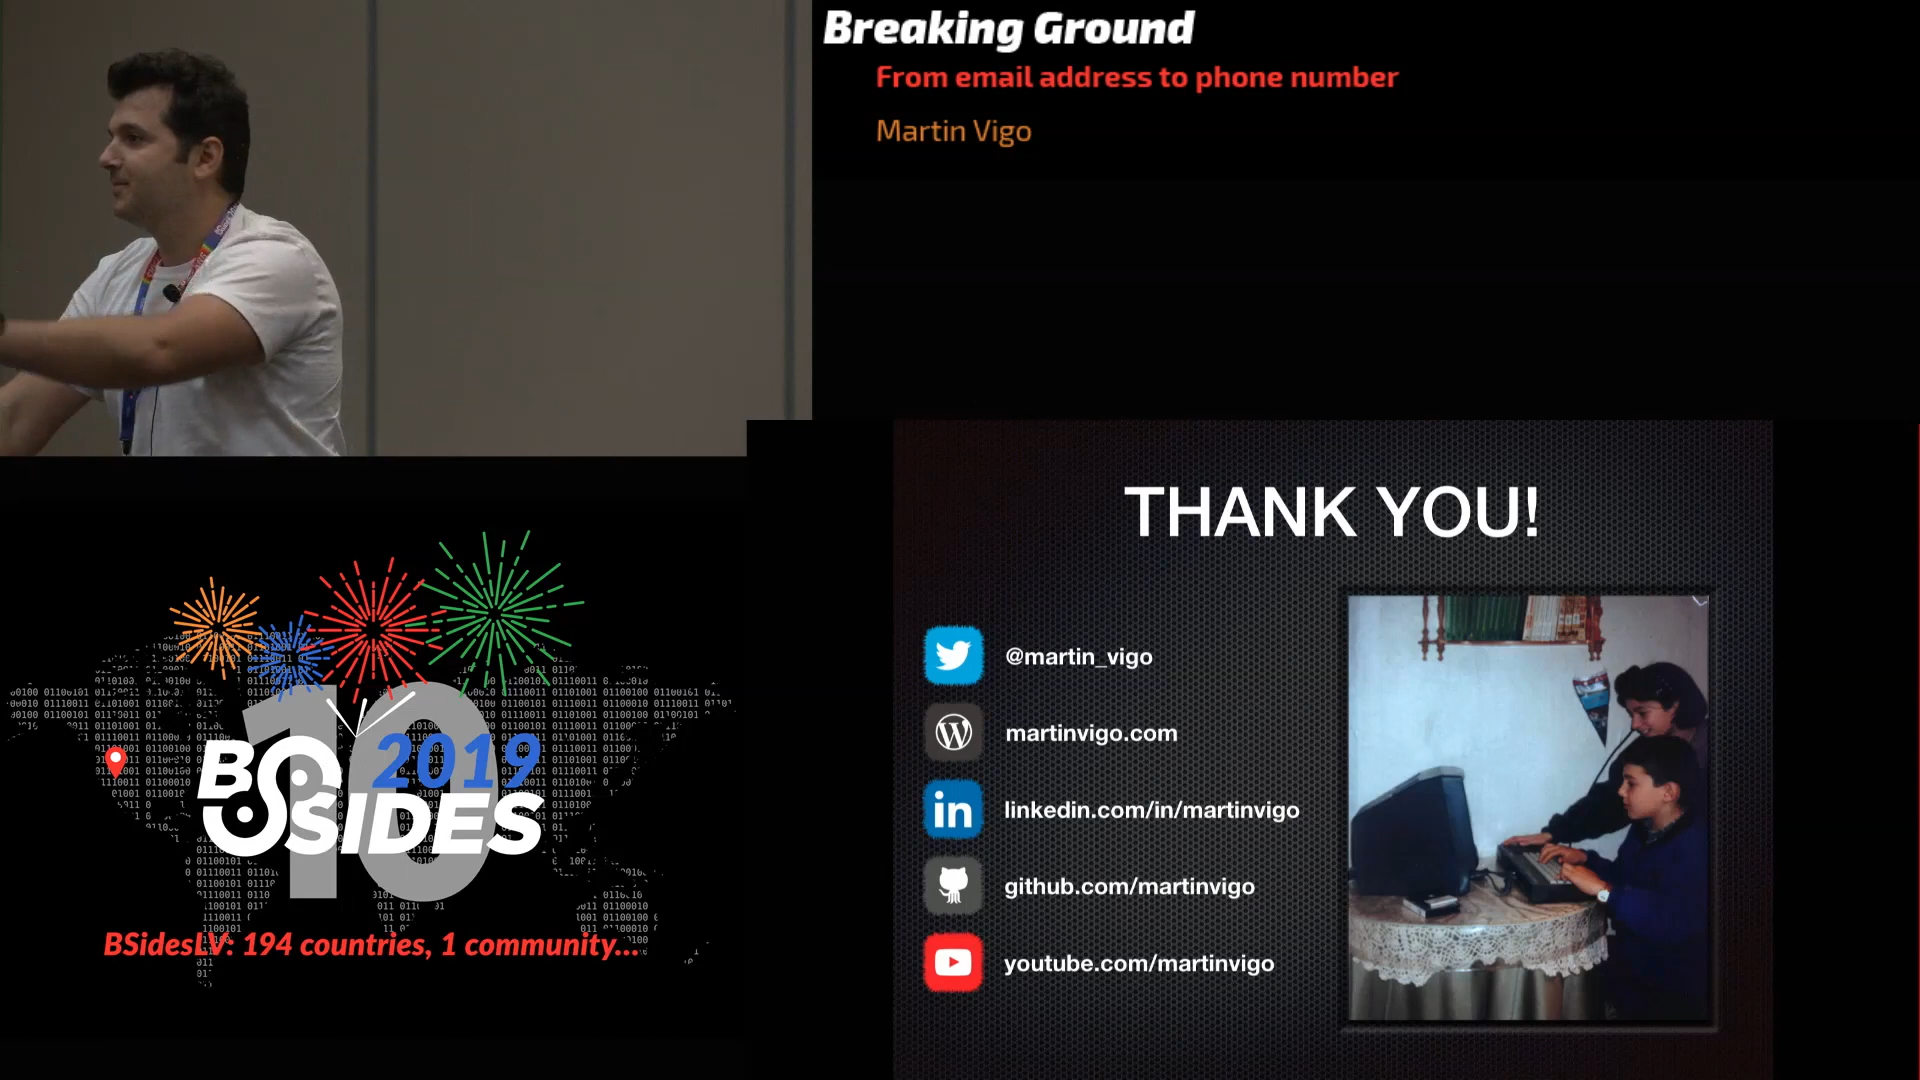 Breaking Ground
From email address to phone number
Martin Vigo
THANK YOU!
@martin_vigo
martinvigo.com
linkedin.com/in/martinvigo
github.com/martinvigo
youtube.com/martinvigo
10
2019
BSIDES
BSidesLV: 194 countries, 1 community...